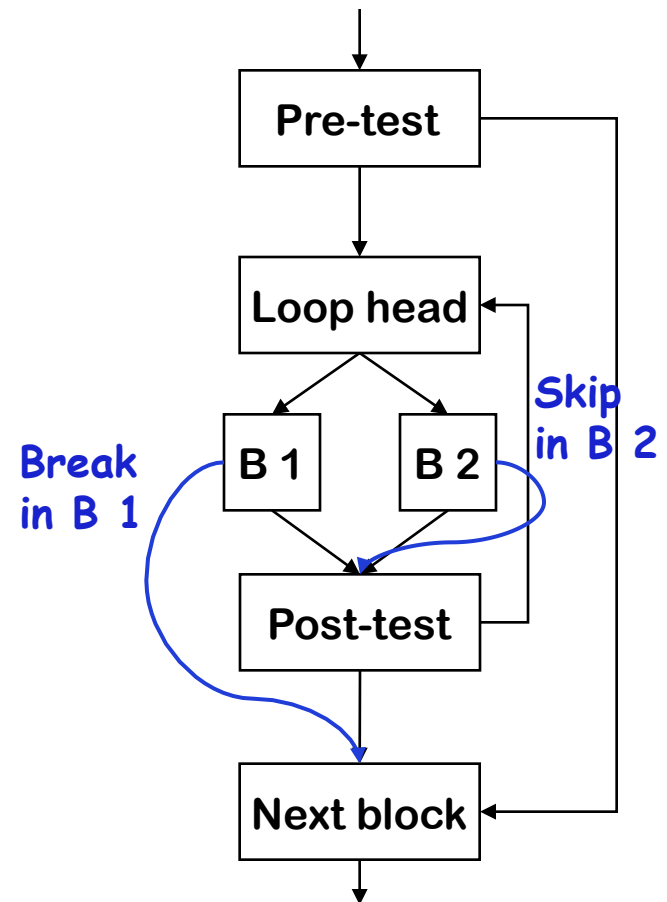 Pre-test
Loop head
Skip
in B 2
B 1
B 2
Break
in B 1
Post-test
Next block